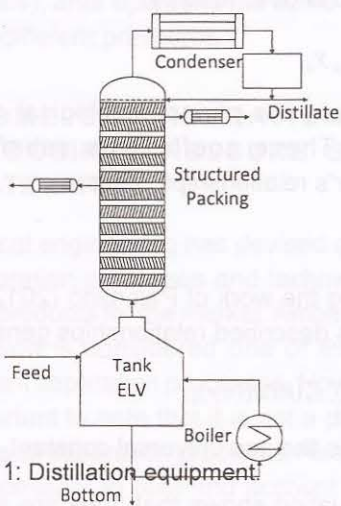 Condenser
Distillate
Structured
Packing
Feed
Tank
ELV
Boiler
1: Distillation equipment.
Bottom